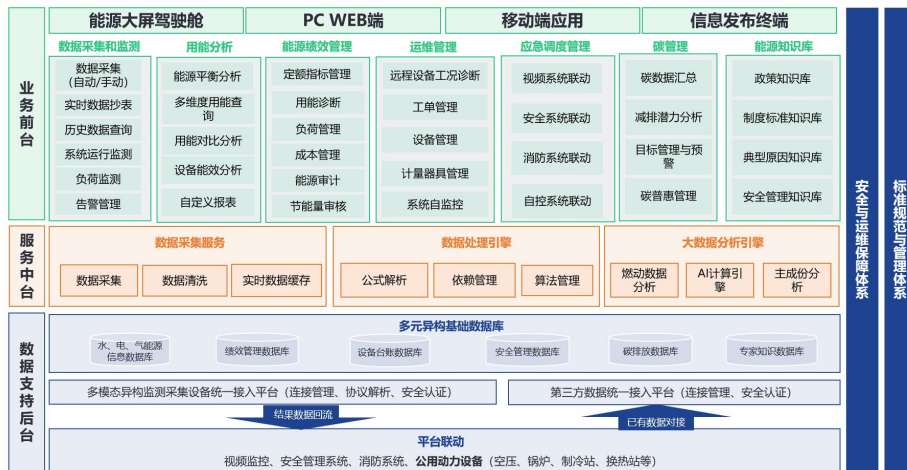 能源大屏驾驶舱
PC WEB端
移动端应用
信息发布终端
业务前台
数据采集和监测
数据采集
（自动/手动）
实时数据抄表
历史数据查询
系统运行监测
负荷监测
告警管理
用能分析
能源平衡分析
多维度用能查
询
用能对比分析
设备能效分析
自定义报表
能源绩效管理
定额指标管理
用能诊断
负荷管理
成本管理
能源审计
节能量审核
运维管理
远程设备工况诊断
工单管理
设备管理
计量器具管理
系统自监控
应急调度管理
视频系统联动
安全系统联动
消防系统联动
自控系统联动
碳管理
碳数据汇总
减排潜力分析
目标管理与预
警
碳普惠管理
能源知识库
政策知识库
制度标准知识库
典型原因知识库
安全管理知识库
服务中台
数据采集服务
数据采集
数据清洗
实时数据缓存
数据处理引擎
公式解析
依赖管理
算法管理
大数据分析引擎
燃动数据
分析
AI计算引
擎
主成份分
析
数据支持后台
多元异构基础数据库
水、电、气能源
信息数据库
绩效管理数据库
设备台账数据库
安全管理数据库
碳排放数据库
专家知识数据库
多模态异构监测采集设备统一接入平台（连接管理、协议解析、安全认证）
第三方数据统一接入平台（连接管理、安全认证）
结果数据回流
已有数据对接
平台联动
视频监控、安全管理系统、消防系统、公用动力设备（空压、锅炉、制冷站、换热站等）
安全与运维保障体系
标准规范与管理体系